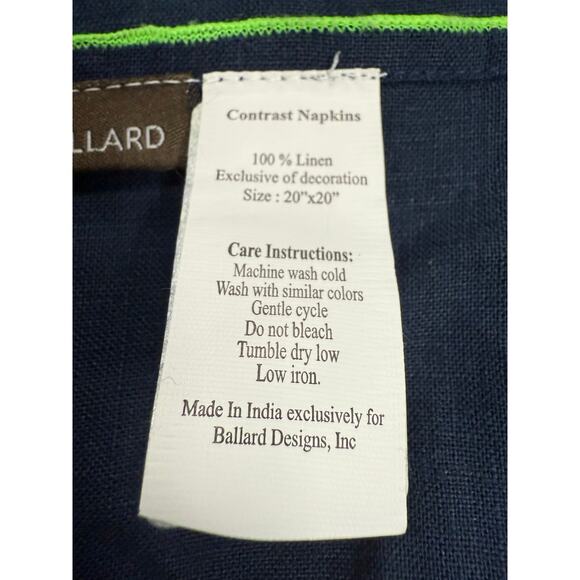 LLARD
Contrast Napkins
100 % Linen
Exclusive of decoration
Size : 20”x20”
Care Instructions:
Machine wash cold
Wash with similar colors
Gentle cycle
Do not bleach
Tumble dry low
Low iron.
Made In India exclusively for
Ballard Designs, Inc